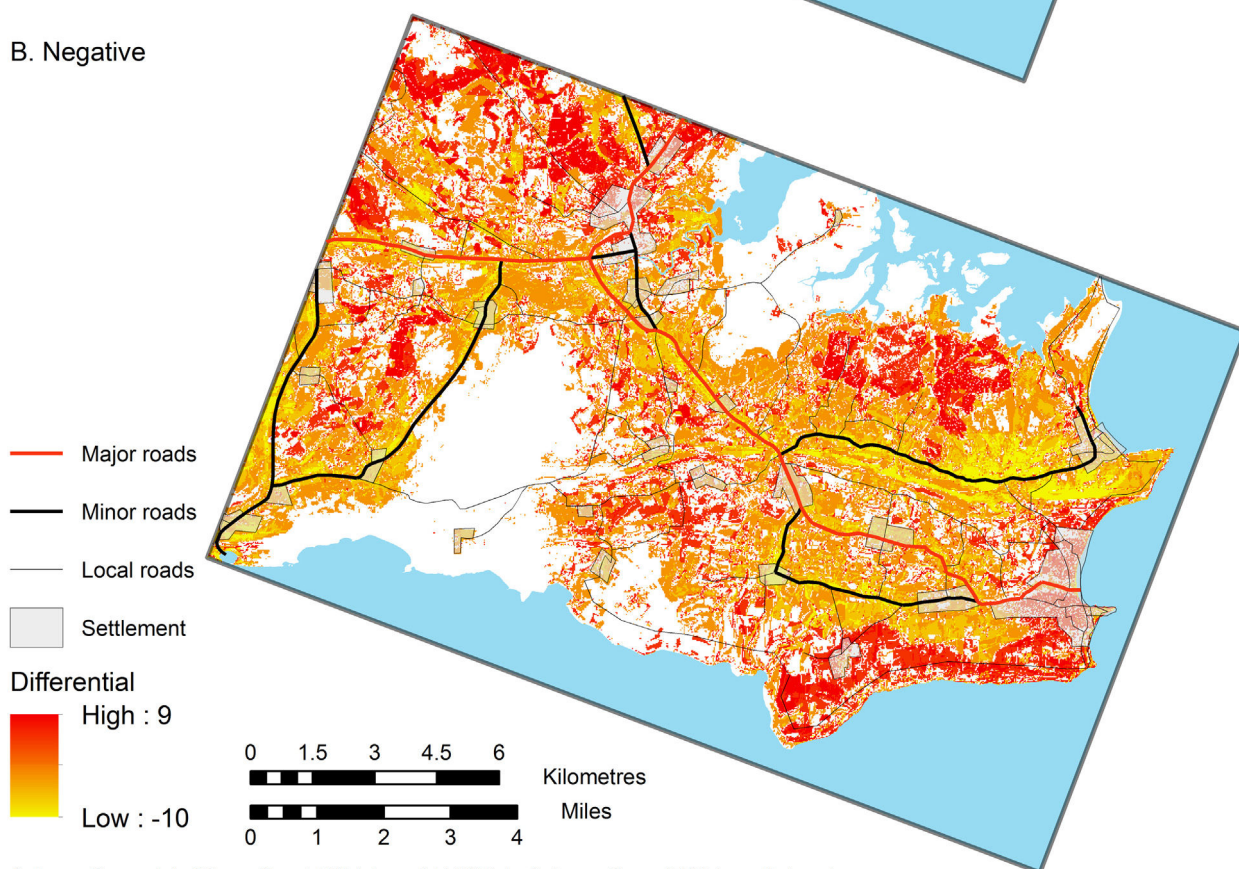 B. Negative
Major roads
Minor roads
Local roads
Settlement
Differential
High : 9
Low : -10
0 1.5 3 4.5 6
Kilometres
Miles
0 1 2 3 4